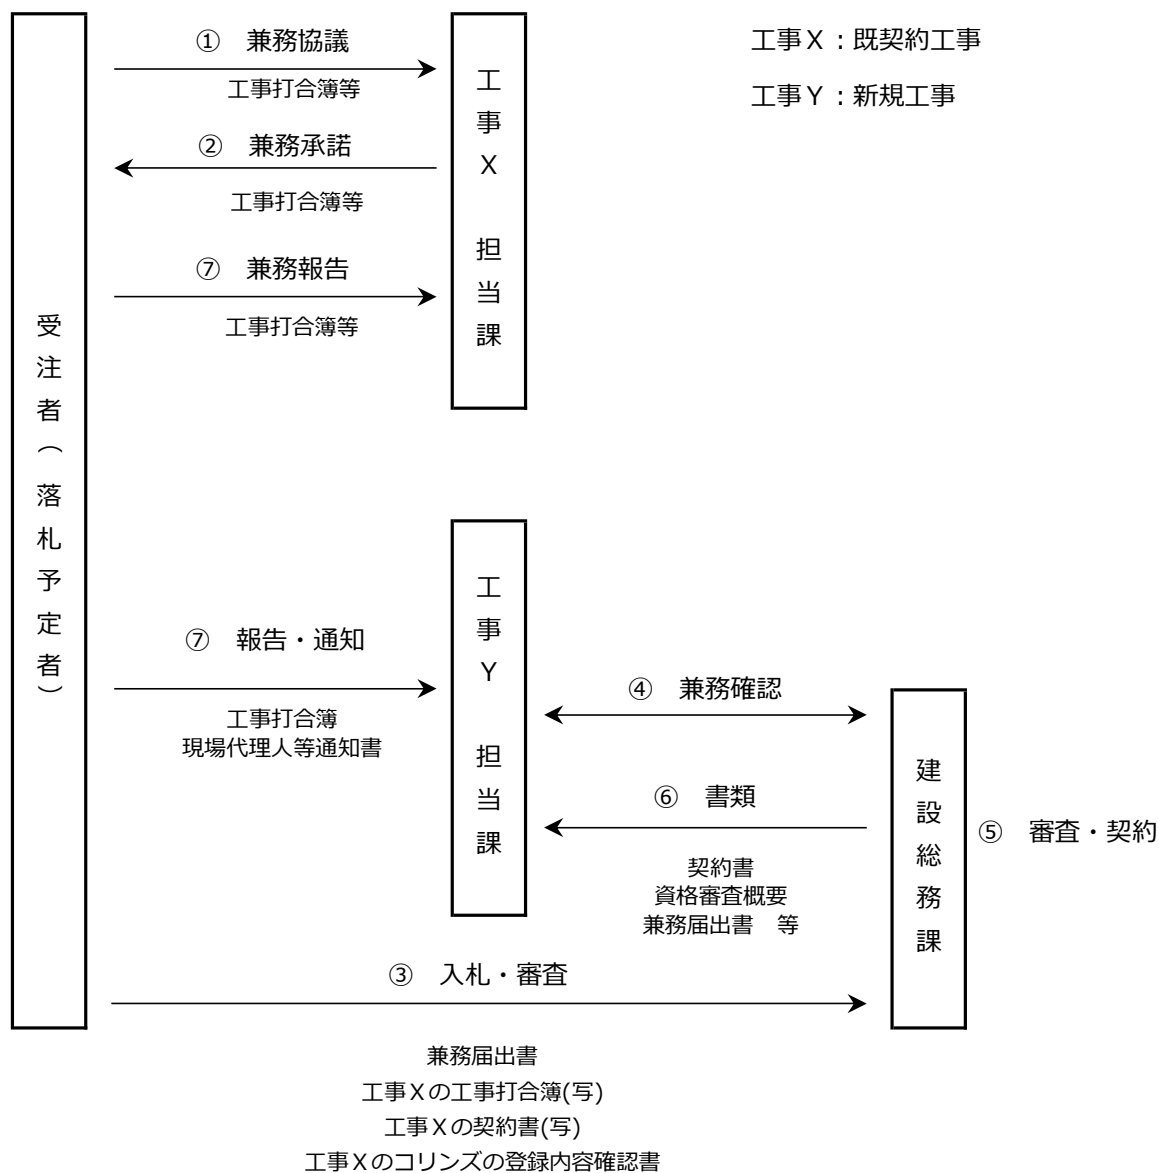 ① 兼務協議
工事打合簿等
② 兼務承諾
工事打合簿等
⑦ 兼務報告
工事打合簿等
工事X 担当課
工事X：既契約工事
工事Y：新規工事
受注者（落札予定者）
⑦ 報告・通知
工事打合簿
現場代理人等通知書
工事Y 担当課
④ 兼務確認
⑥ 書類
契約書
資格審査概要
兼務届出書 等
建設総務課
⑤ 審査・契約
③ 入札・審査
兼務届出書
工事Xの工事打合簿(写)
工事Xの契約書(写)
工事Xのコリンズの登録内容確認書